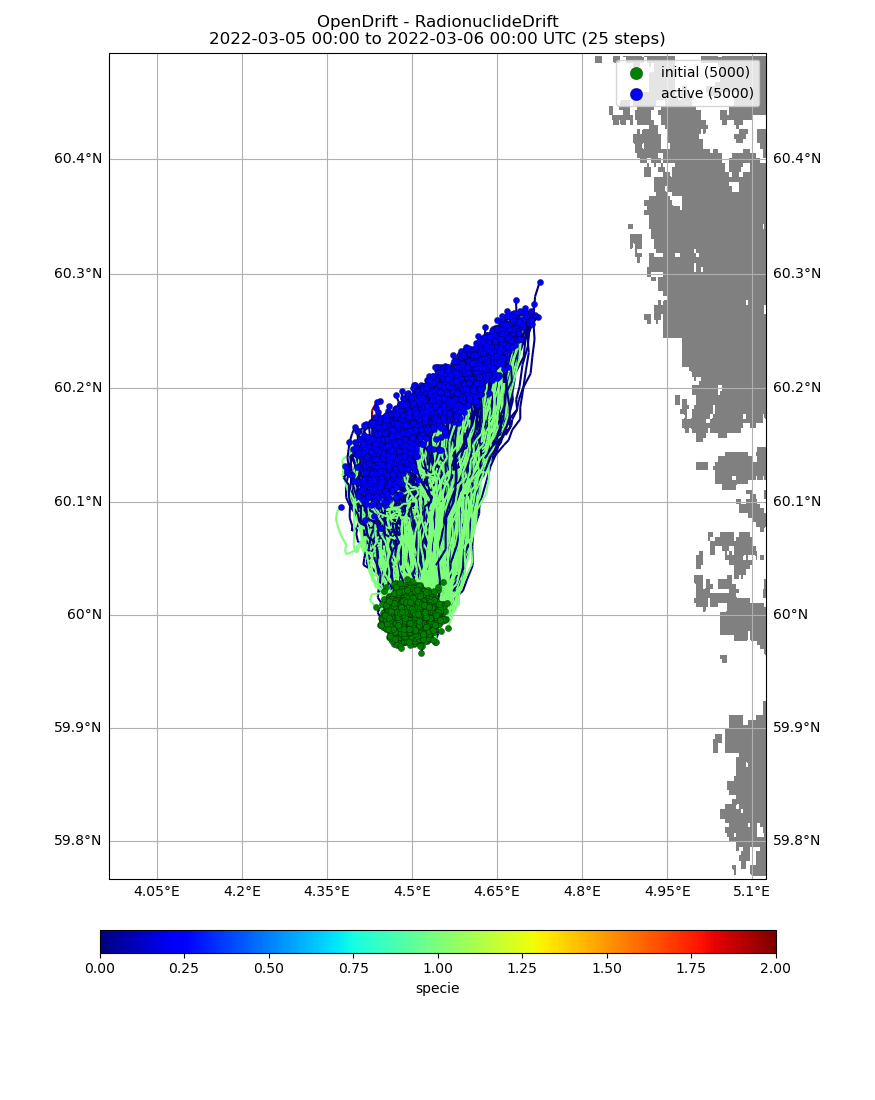 OpenDrift - RadionuclideDrift
2022-03-05 00:00 to 2022-03-06 00:00 UTC (25 steps)
initial (5000)
active (5000)
60.4°N 60.4°N
60.3°N 60.3°N
60.2°N 60.2°N
60.1°N 60.1°N
60°N 60°N
59.9°N 59.9°N
59.8°N 59.8°N
4.05°E 4.2°E 4.35°E 4.5°E 4.65°E 4.8°E 4.95°E 5.1°E
0.00 0.25 0.50 0.75 1.00 1.25 1.50 1.75 2.00
specie